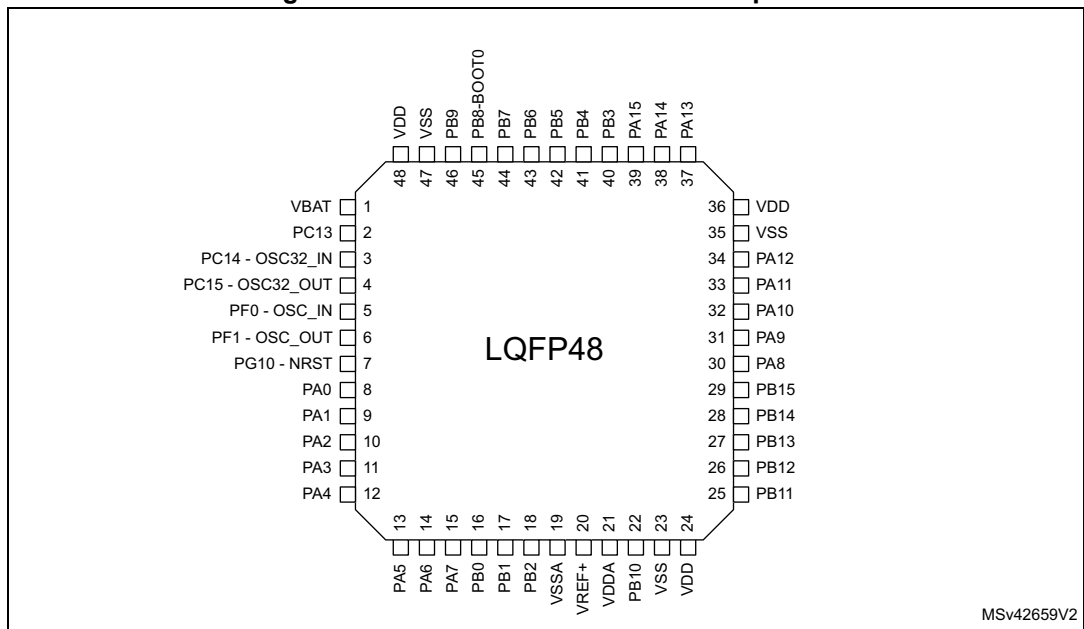 VDD
VSS
PB9
PB8-BOOT0
PB7
PB6
PB5
PB4
PB3
PA15
PA14
PA13
48
47
46
45
44
43
42
41
40
39
38
37
VBAT 1
PC13 2
PC14 - OSC32_IN 3
PC15 - OSC32_OUT 4
PF0 - OSC_IN 5
PF1 - OSC_OUT 6
PG10 - NRST 7
PA0 8
PA1 9
PA2 10
PA3 11
PA4 12
LQFP48
36 VDD
35 VSS
34 PA12
33 PA11
32 PA10
31 PA9
30 PA8
29 PB15
28 PB14
27 PB13
26 PB12
25 PB11
13
14
15
16
17
18
19
20
21
22
23
24
PA5
PA6
PA7
PB0
PB1
PB2
VSSA
VREF+
VDDA
PB10
VSS
VDD
MSv42659V2